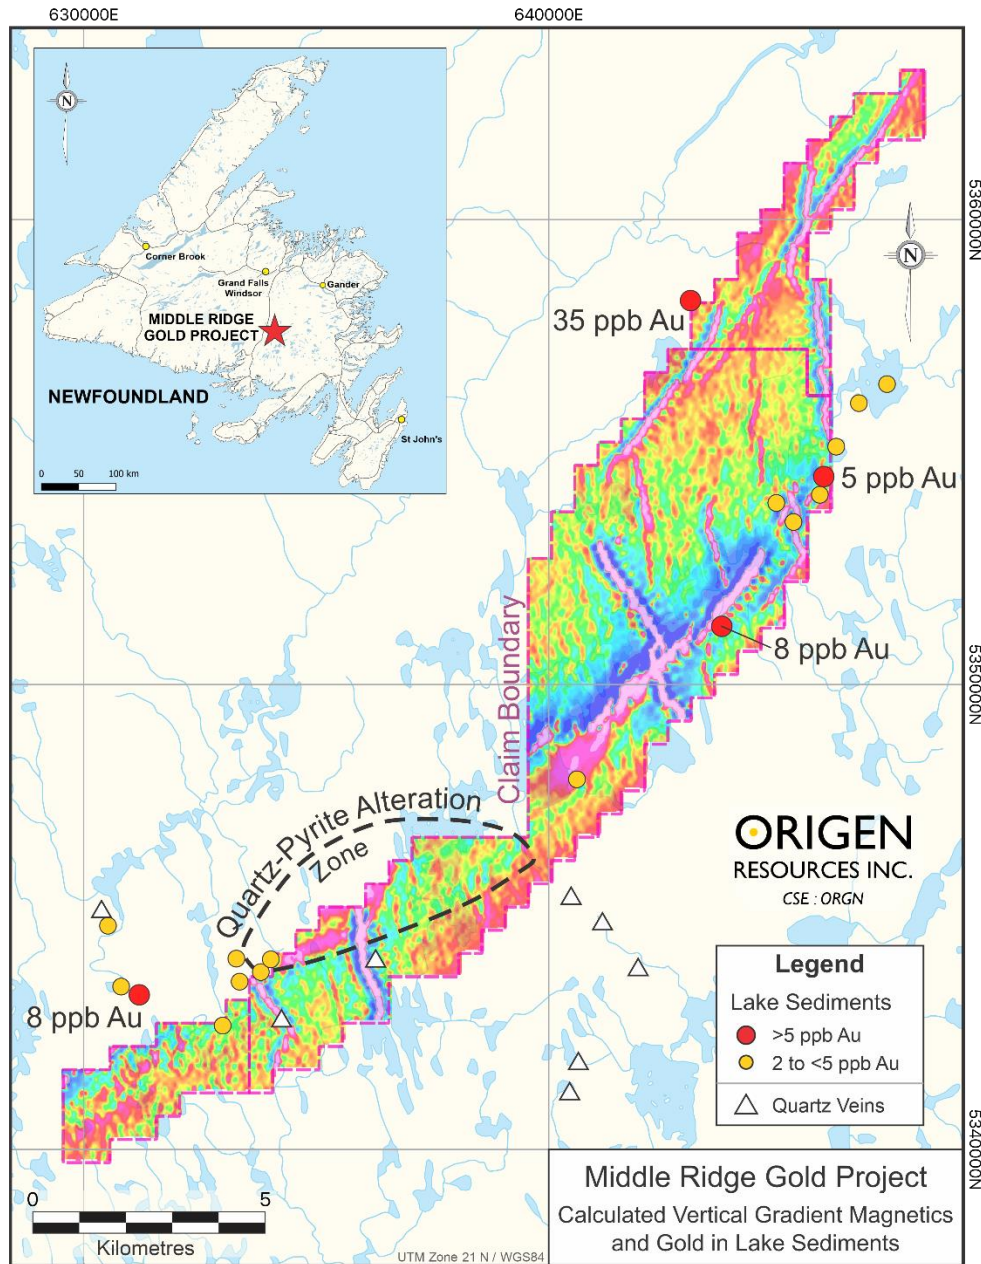 630000E
640000E
N
Corner Brook
Grand Falls
Windsor
Gander
MIDDLE RIDGE
GOLD PROJECT
NEWFOUNDLAND
St John's
0 50 100 km
5360000N
N
35 ppb Au
5 ppb Au
8 ppb Au
5350000N
Claim Boundary
Quartz-Pyrite Alteration
Zone
ORIGEN
RESOURCES INC.
CSE : ORGN
8 ppb Au
Legend
Lake Sediments
>5 ppb Au
2 to <5 ppb Au
Quartz Veins
5340000N
0 5
Kilometres
UTM Zone 21 N / WGS84
Middle Ridge Gold Project
Calculated Vertical Gradient Magnetics
and Gold in Lake Sediments